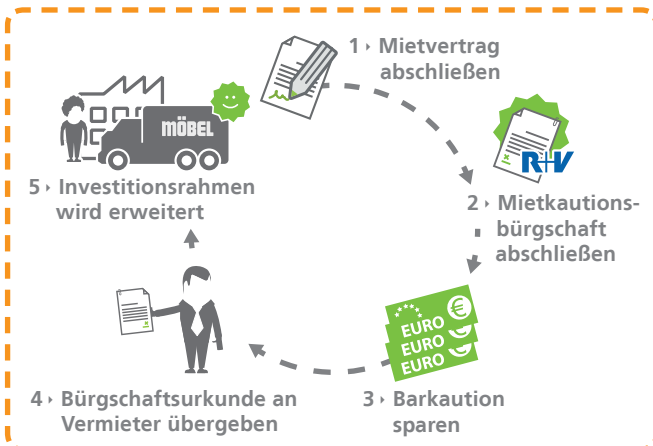 1 › Mietvertrag
abschließen
R+V
2 › Mietkautions-
bürgschaft
abschließen
EURO €
EURO
EURO
3 › Barkaution
sparen
4 › Bürgschaftsurkunde an
Vermieter übergeben
MÖBEL
5 › Investitionsrahmen
wird erweitert